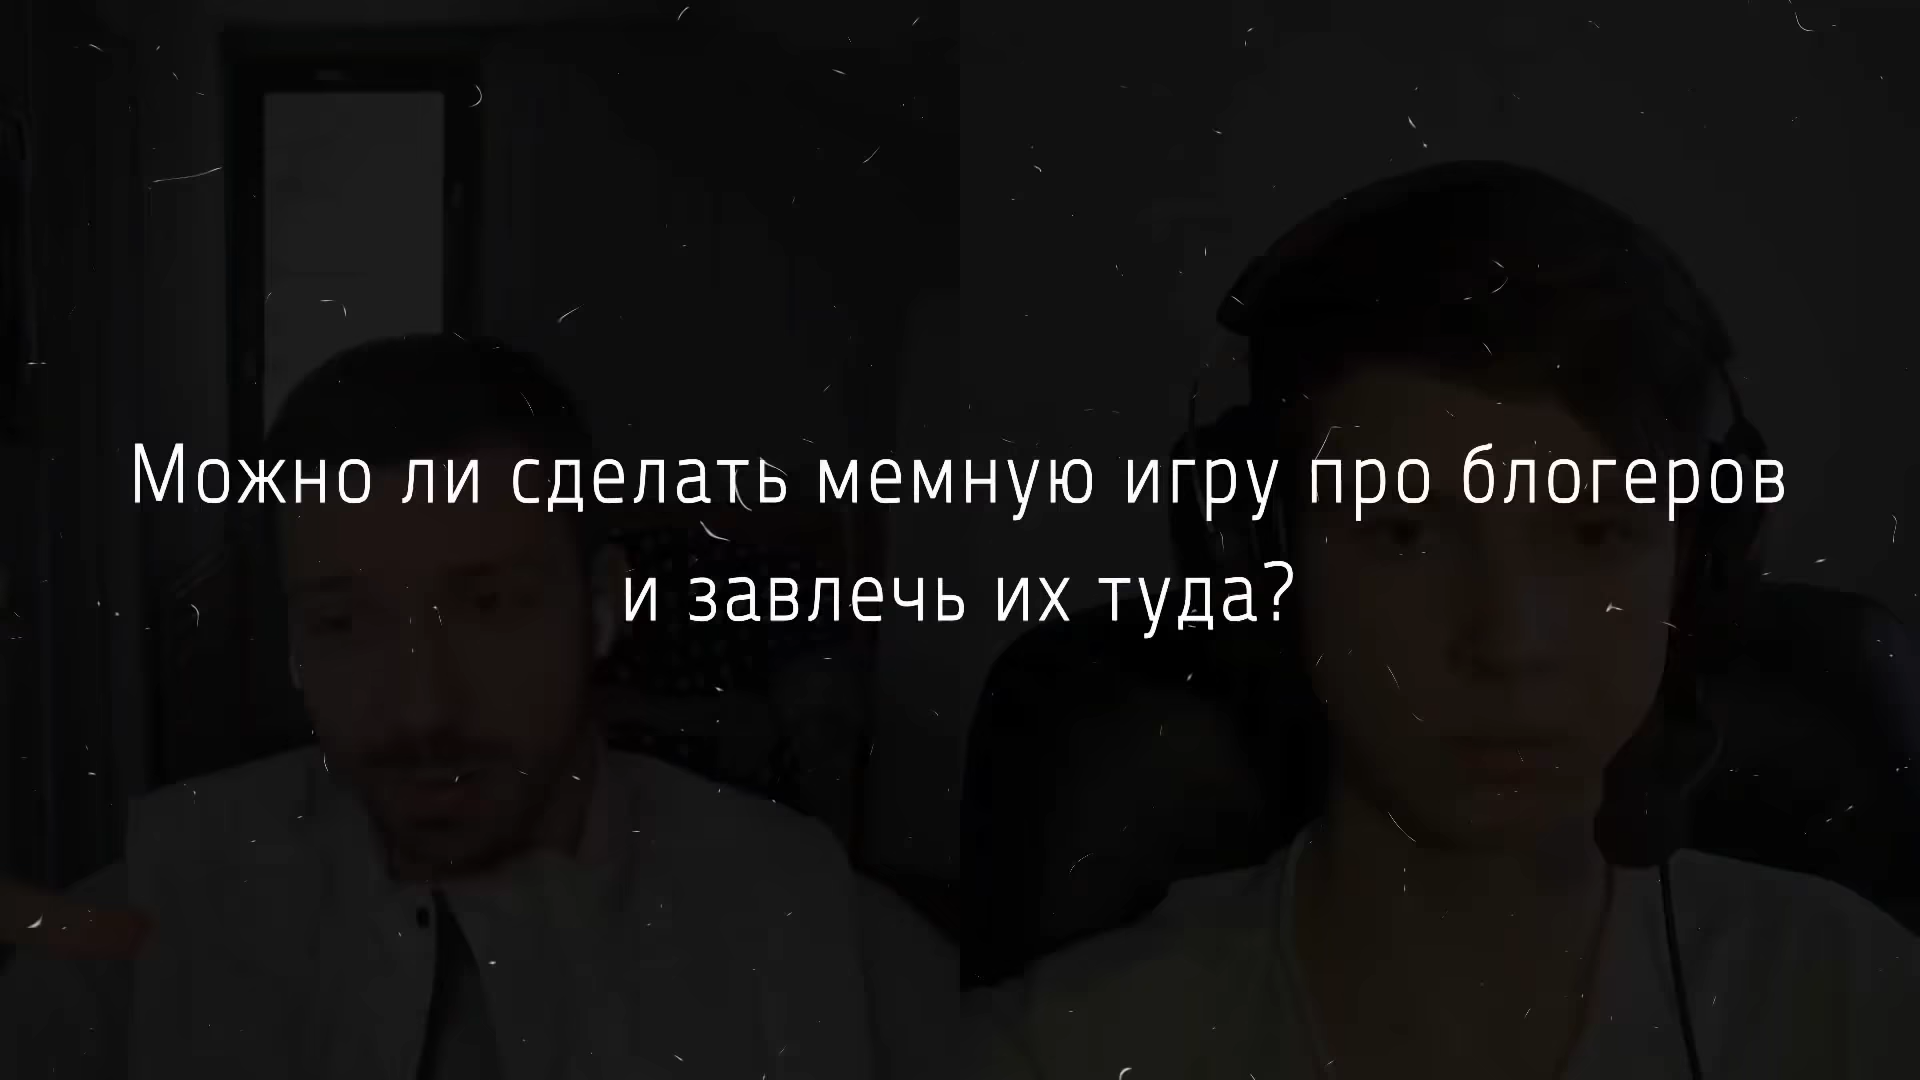 Можно ли сделать мемную игру про блогеров
и завлечь их туда?